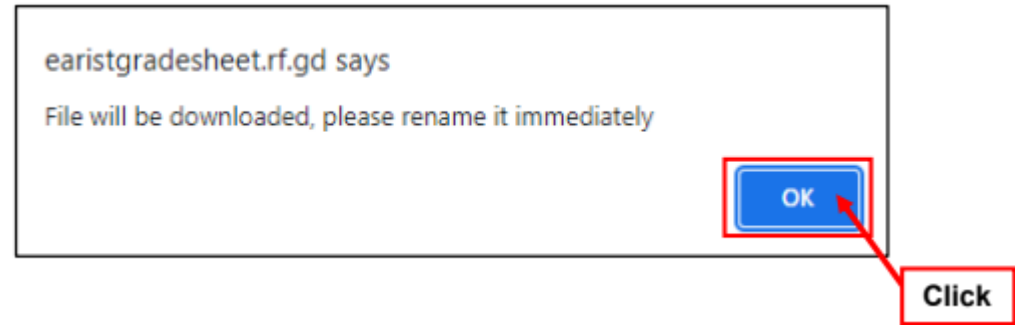 earistgradesheet.rf.gd says
File will be downloaded, please rename it immediately
OK
Click